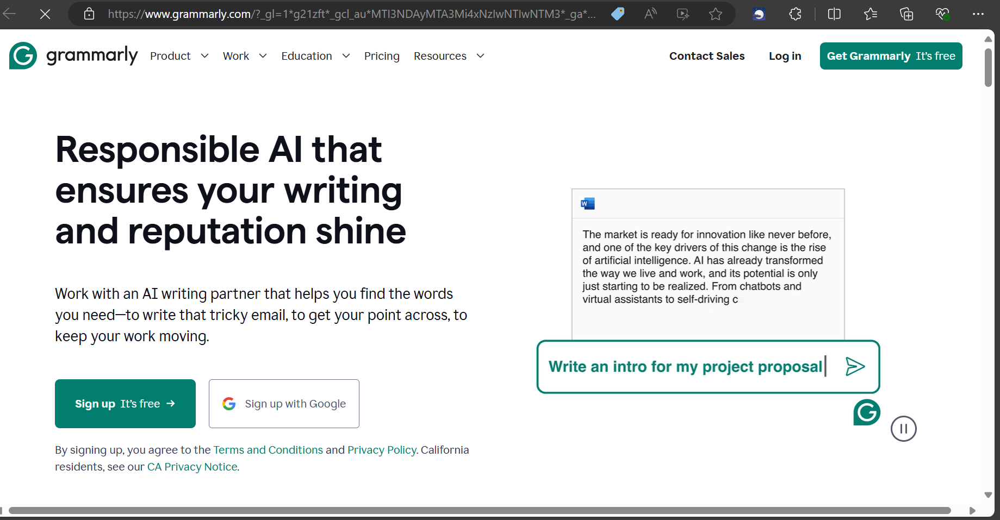 https://www.grammarly.com/?_gl=1*g21zft*_gcl_au*MTI3NDAyMTA3Mi4xNzIwNTIwNTM3*_ga*...
grammarly Product Work Education Pricing Resources Contact Sales Log in Get Grammarly It's free
Responsible AI that
ensures your writing
and reputation shine
Work with an AI writing partner that helps you find the words
you need—to write that tricky email, to get your point across, to
keep your work moving.
Sign up It's free →
Sign up with Google
By signing up, you agree to the Terms and Conditions and Privacy Policy. California
residents, see our CA Privacy Notice.
W
The market is ready for innovation like never before,
and one of the key drivers of this change is the rise
of artificial intelligence. AI has already transformed
the way we live and work, and its potential is only
just starting to be realized. From chatbots and
virtual assistants to self-driving ca
Write an intro for my project proposal